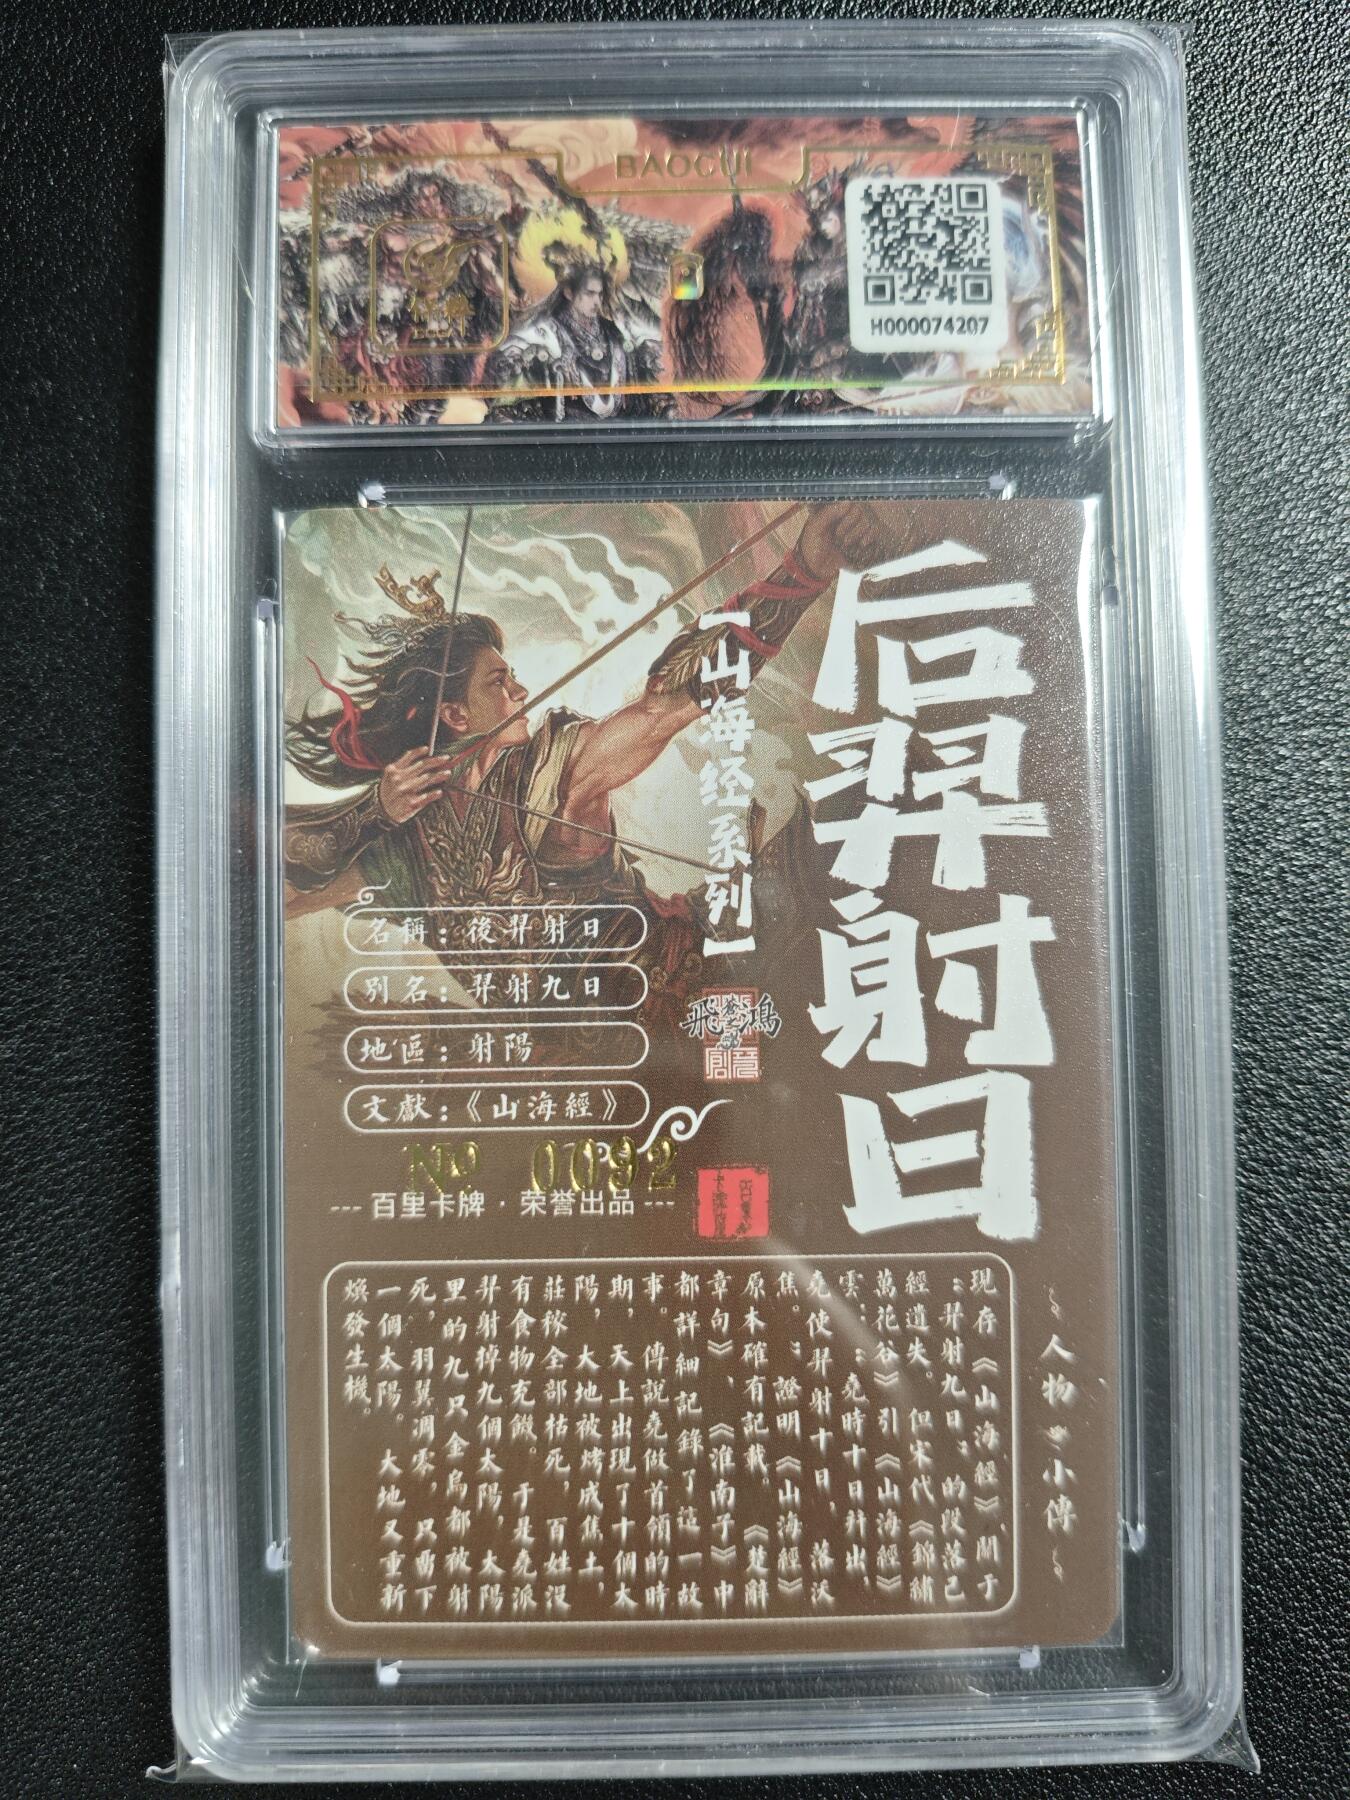 BAOGUI
H000074207
后羿射日
【山海经系列】
名稱：後羿射日
別名：羿射九日
地區：射陽
文獻：《山海經》
飛鴻
創意
№ 0092
--- 百里卡牌 · 荣誉出品 ---
人物小傳
現存《山海經》關于
：羿射九日：的段落已
經遺失。但宋代《錦繡
萬花谷》引《山海經》
雲：：堯時十日并出，
堯使羿射十日，落沃
焦。：證明《山海經》
原本確有記載。《楚辭
章句》、《淮南子》中
都詳細記錄了這一故
事。傳說堯做首領的時
期，天上出現了十個太
陽，大地被烤成焦土，
莊稼全部枯死，百姓沒
有食物充饑。于是堯派
羿射掉九個太陽，太陽
里的九只金烏都被射
死，羽翼凋零，只留下
一個太陽。大地又重新
煥發生機。